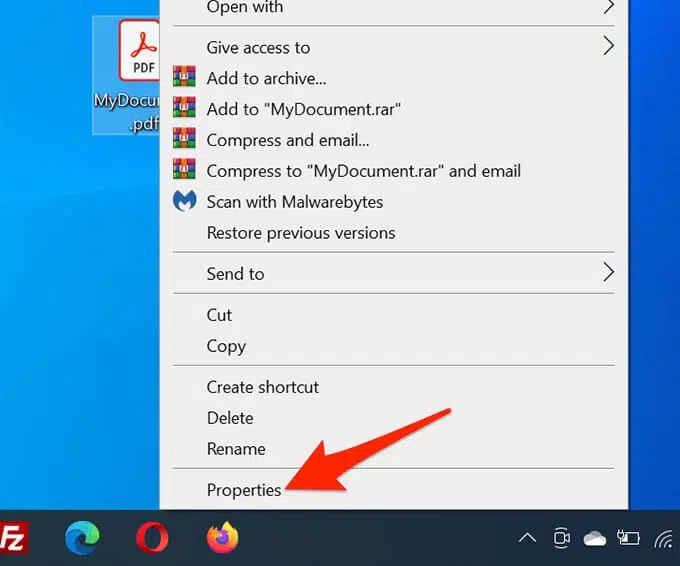 Open with
Give access to
PDF
Add to archive...
MyDocu
.pdf
Add to "MyDocument.rar"
Compress and email...
Compress to "MyDocument.rar" and email
Scan with Malwarebytes
Restore previous versions
Send to
Cut
Copy
Create shortcut
Delete
Rename
Properties
FZ